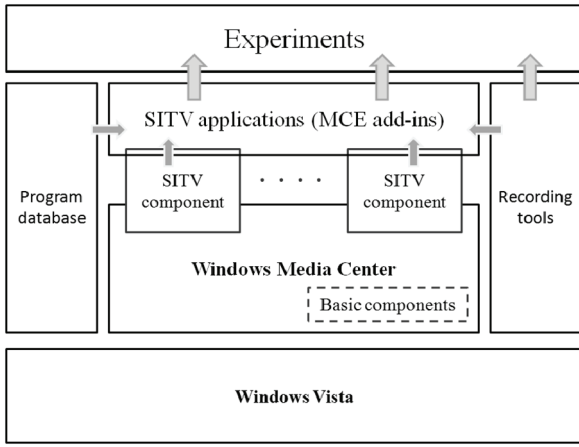 Experiments
SITV applications (MCE add-ins)
Program
database
SITV
component
. . . .
SITV
component
Recording
tools
Windows Media Center
Basic components
Windows Vista